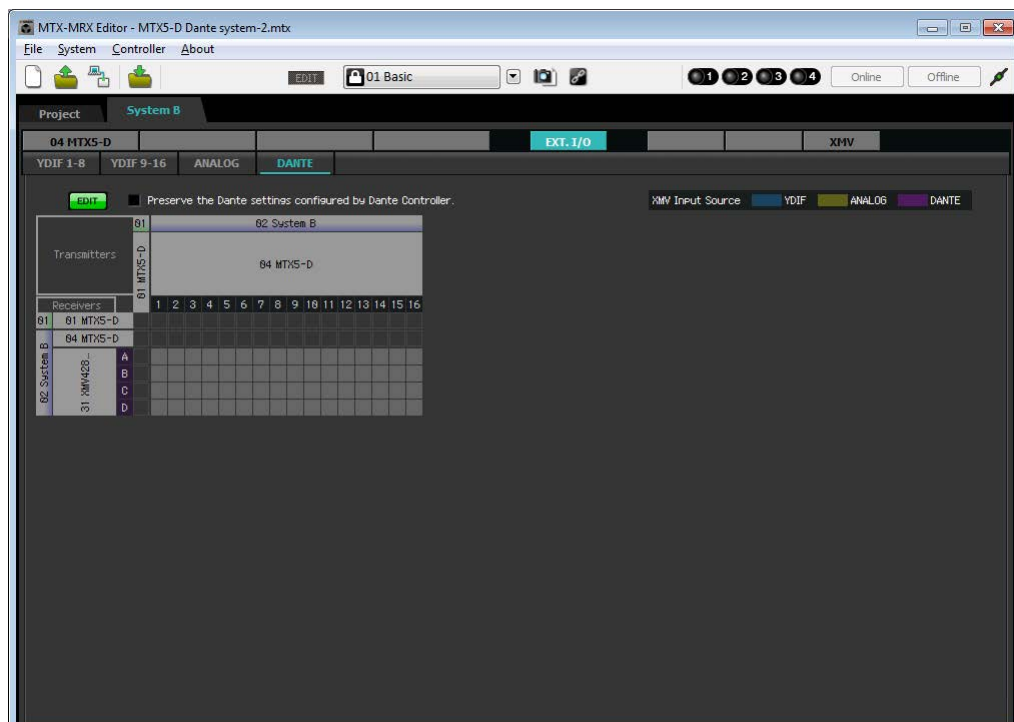 MTX-MRX Editor - MTX5-D Dante system-2.mtx
File System Controller About
EDIT 01 Basic 1 2 3 4 Online Offline
Project System B
04 MTX5-D EXT. I/O XMV
YDIF 1-8 YDIF 9-16 ANALOG DANTE
EDIT Preserve the Dante settings configured by Dante Controller. XMV Input Source YDIF ANALOG DANTE
01 02 System B
Transmitters 01 MTX5-D 04 MTX5-D
Receivers 1 2 3 4 5 6 7 8 9 10 11 12 13 14 15 16
01 01 MTX5-D
02 System B 04 MTX5-D
31 XMV428_ A
B
C
D